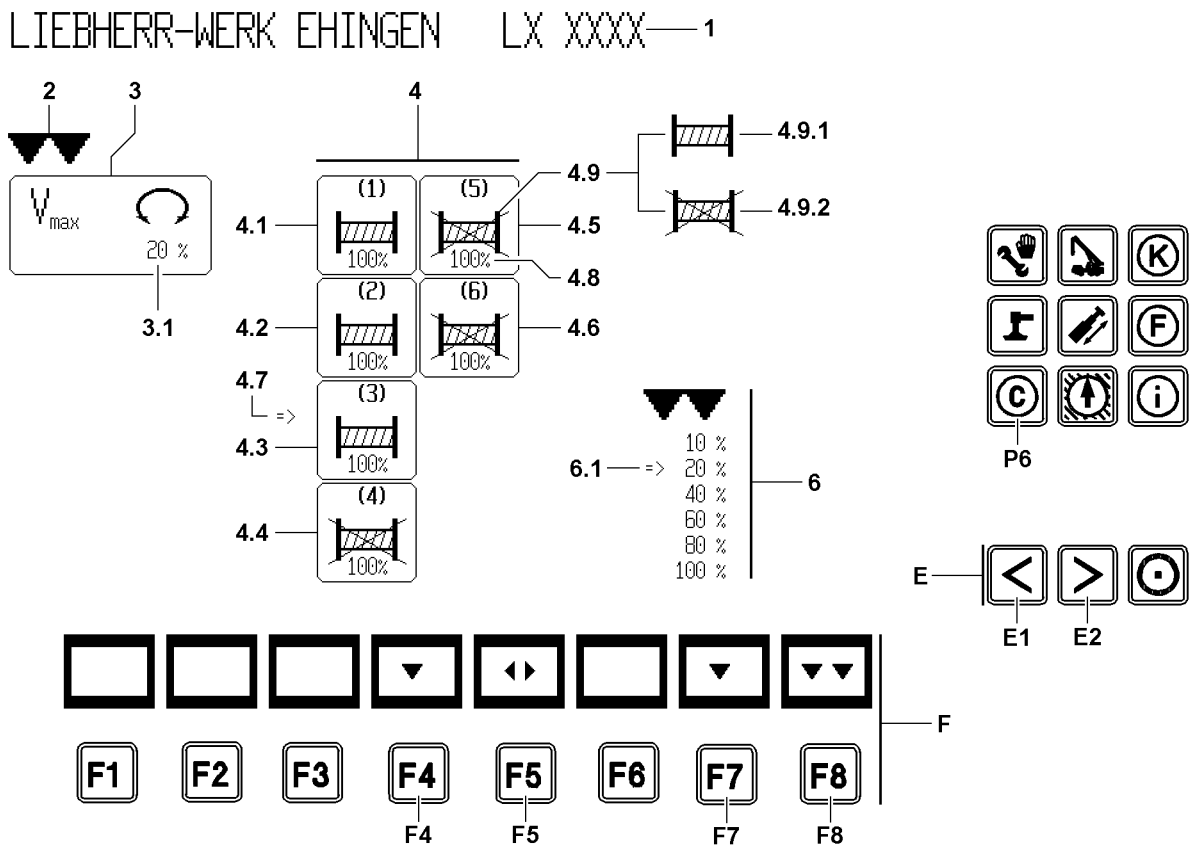 LIEBHERR-WERK EHINGEN LX XXXX 1
2 3 4
4.9.1
4.9
4.9.2
Vmax
20 %
3.1
4.1 (1) 100%
(5) 100% 4.5
4.8
4.2 (2) 100%
(6) 100% 4.6
4.7 =>
4.3 (3) 100%
4.4 (4) 100%
10 %
6.1 => 20 %
40 %
60 %
80 %
100 %
6
K
F
C i
P6
E < >
E1 E2
F
F1 F2 F3 F4 F5 F6 F7 F8
F4 F5 F7 F8